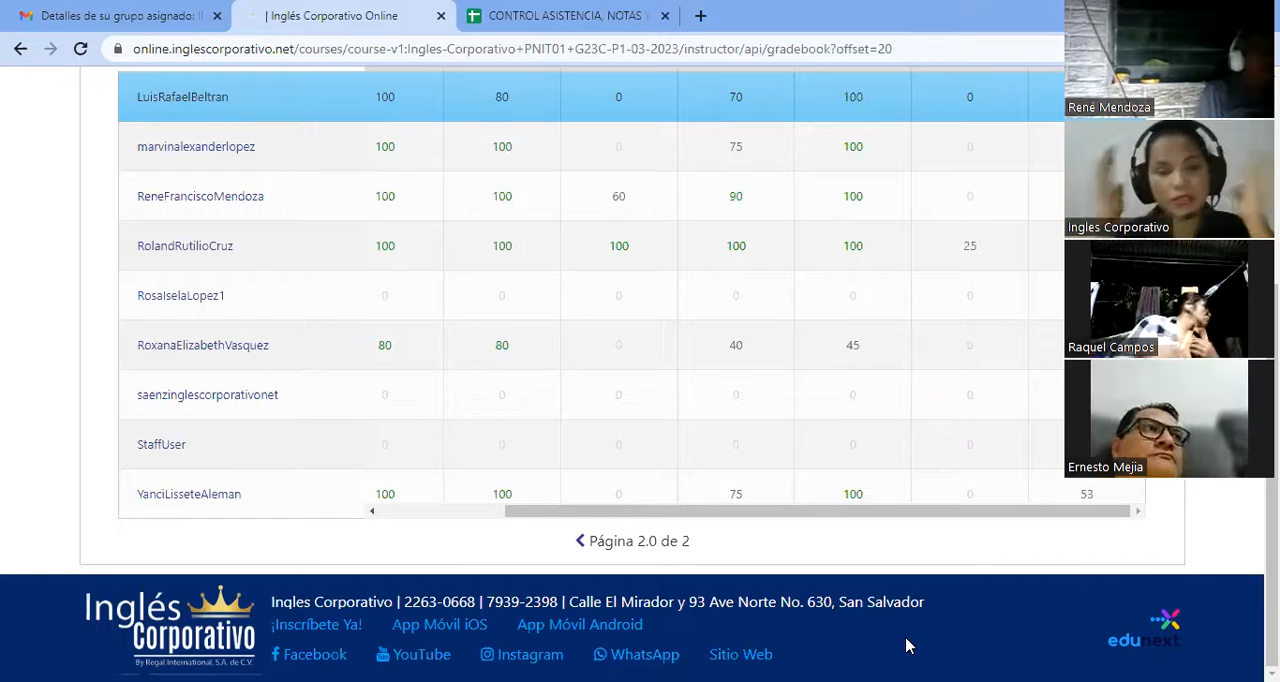 Detalles de su grupo asignado: II
| Inglés Corporativo Online
CONTROL ASISTENCIA, NOTAS Y
online.inglescorporativo.net/courses/course-v1:Ingles-Corporativo+PNIT01+G23C-P1-03-2023/instructor/api/gradebook?offset=20
LuisRafaelBeltran 100 80 0 70 100 0
marvinalexanderlopez 100 100 0 75 100 0
ReneFranciscoMendoza 100 100 60 90 100 0
RolandRutilioCruz 100 100 100 100 100 25
RosaIselaLopez1 0 0 0 0 0 0
RoxanaElizabethVasquez 80 80 0 40 45 0
saenzinglescorporativonet 0 0 0 0 0 0
StaffUser 0 0 0 0 0 0
YanciLisseteAleman 100 100 0 75 100 0 53
Página 2.0 de 2
René Mendoza
Ingles Corporativo
Raquel Campos
Ernesto Mejia
Inglés
Corporativo
By Regal International, S.A. de C.V.
Ingles Corporativo | 2263-0668 | 7939-2398 | Calle El Mirador y 93 Ave Norte No. 630, San Salvador
¡Inscríbete Ya! App Móvil iOS App Móvil Android
Facebook YouTube Instagram WhatsApp Sitio Web
edunext